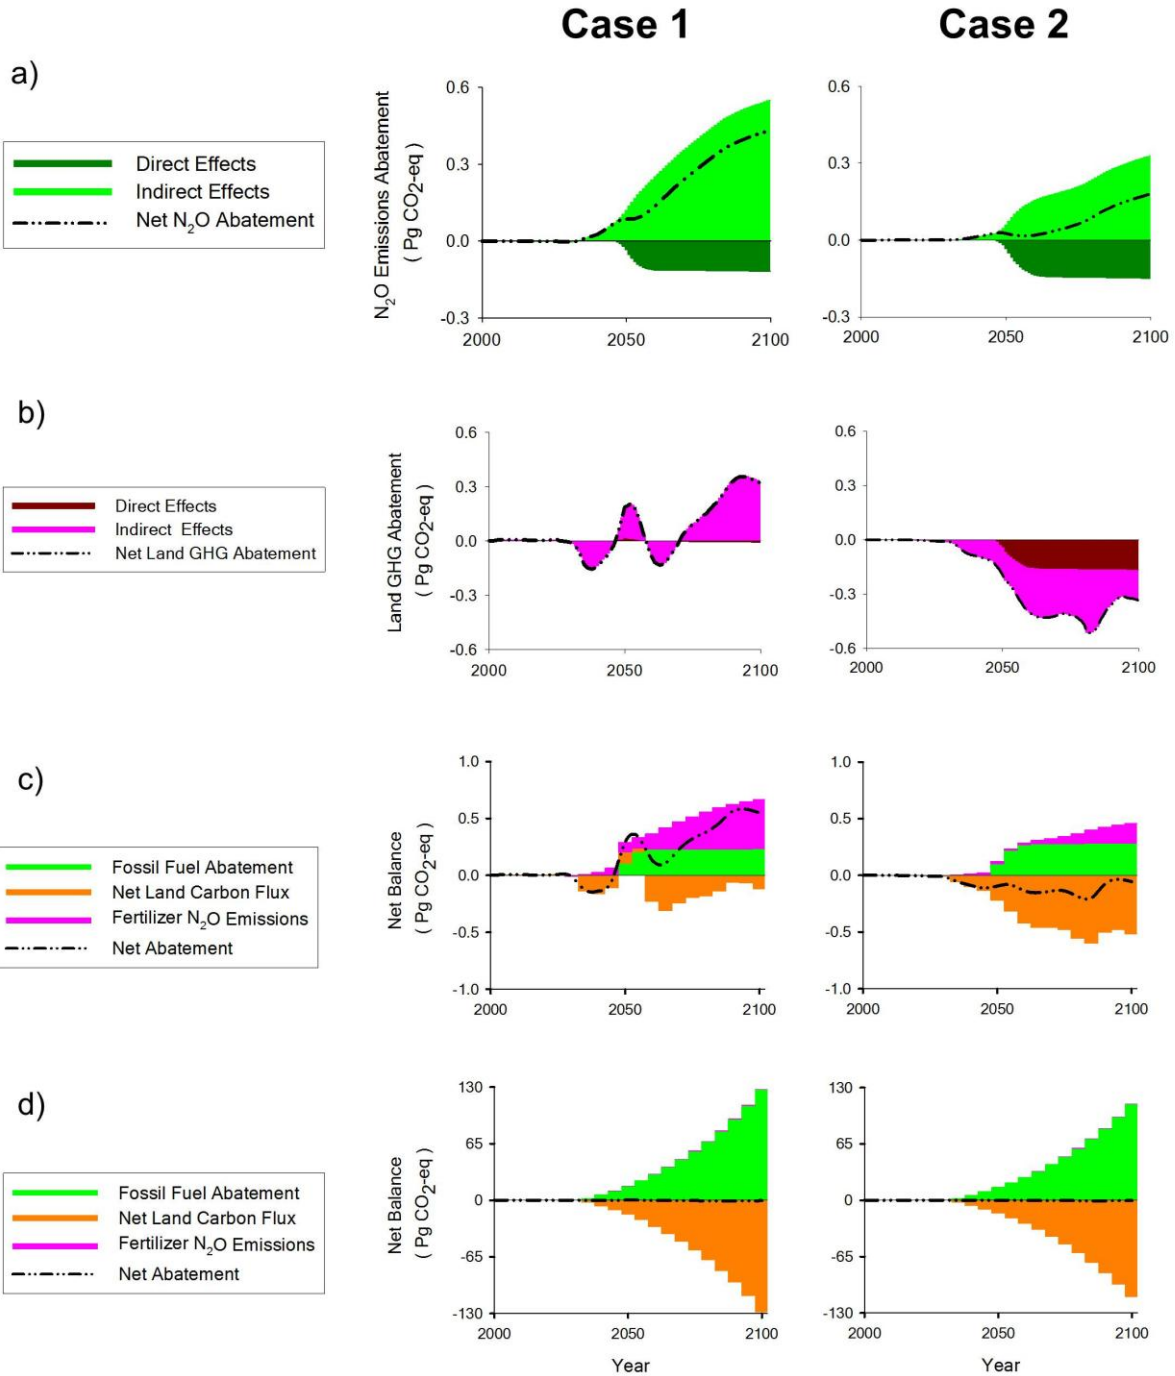 Case 1
Case 2
a)
Direct Effects
Indirect Effects
Net N₂O Abatement
N₂O Emissions Abatement
( Pg CO₂-eq )
0.6
0.3
0.0
-0.3
2000
2050
2100
0.6
0.3
0.0
-0.3
2000
2050
2100
b)
Direct Effects
Indirect Effects
Net Land GHG Abatement
Land GHG Abatement
( Pg CO₂-eq )
0.6
0.3
0.0
-0.3
-0.6
2000
2050
2100
0.6
0.3
0.0
-0.3
-0.6
2000
2050
2100
c)
Fossil Fuel Abatement
Net Land Carbon Flux
Fertilizer N₂O Emissions
Net Abatement
Net Balance
( Pg CO₂-eq )
1.0
0.5
0.0
-0.5
-1.0
2000
2050
2100
1.0
0.5
0.0
-0.5
-1.0
2000
2050
2100
d)
Fossil Fuel Abatement
Net Land Carbon Flux
Fertilizer N₂O Emissions
Net Abatement
Net Balance
( Pg CO₂-eq )
130
65
0
-65
-130
2000
2050
2100
Year
130
65
0
-65
-130
2000
2050
2100
Year